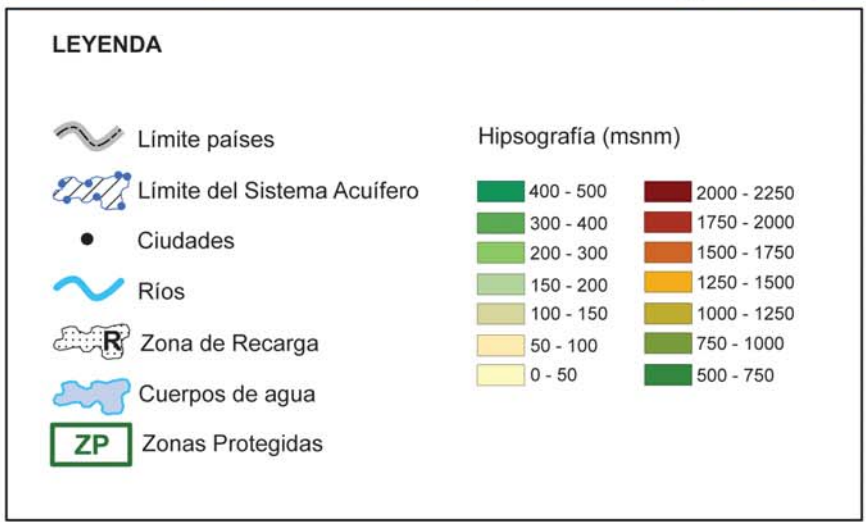 LEYENDA
Límite países
Límite del Sistema Acuífero
Ciudades
Ríos
R
Zona de Recarga
Cuerpos de agua
ZP
Zonas Protegidas
Hipsografía (msnm)
400 - 500
300 - 400
200 - 300
150 - 200
100 - 150
50 - 100
0 - 50
2000 - 2250
1750 - 2000
1500 - 1750
1250 - 1500
1000 - 1250
750 - 1000
500 - 750